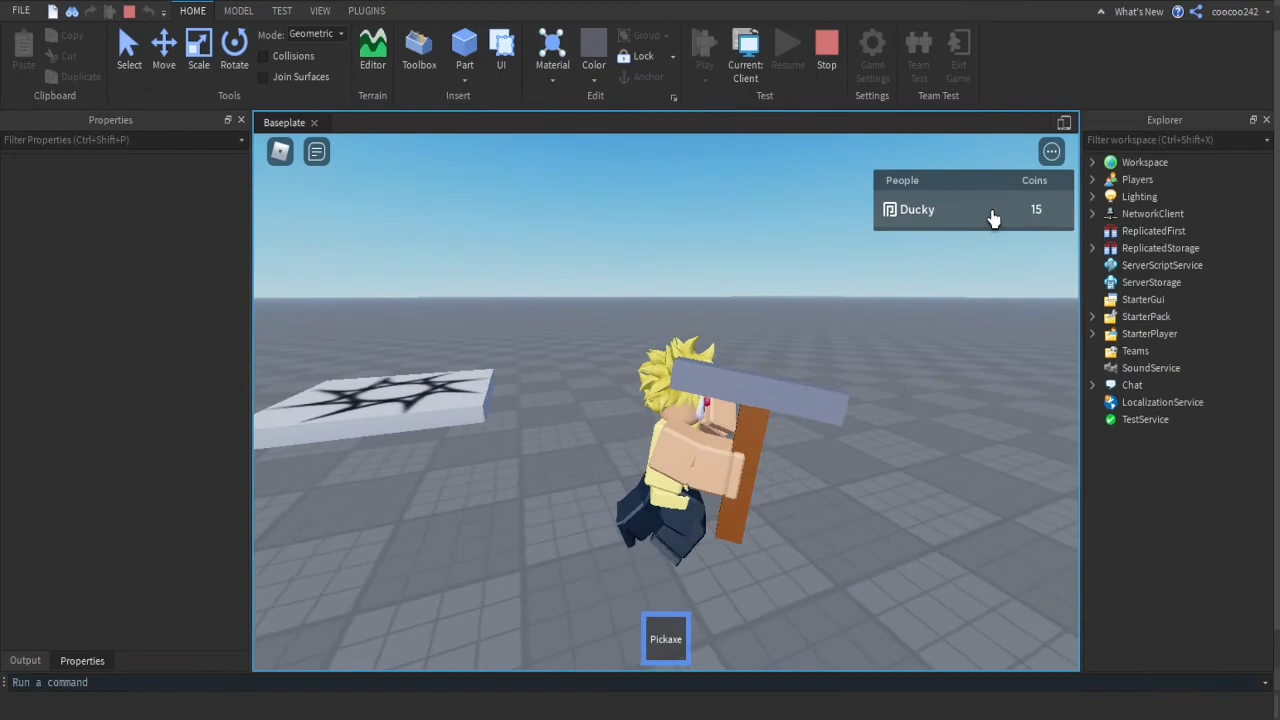 FILE HOME MODEL TEST VIEW PLUGINS What's New coocoo242
Paste Copy Cut Duplicate Clipboard
Select Move Scale Rotate Mode: Geometric Collisions Join Surfaces Tools
Editor Terrain
Toolbox Part UI Insert
Material Color Group Lock Anchor Edit
Play Current: Client Resume Stop Test
Game Settings Settings
Team Test Exit Game Team Test
Properties
Filter Properties (Ctrl+Shift+P)
Output Properties
Baseplate
People Coins
Ducky 15
Pickaxe
Explorer
Filter workspace (Ctrl+Shift+X)
Workspace
Players
Lighting
NetworkClient
ReplicatedFirst
ReplicatedStorage
ServerScriptService
ServerStorage
StarterGui
StarterPack
StarterPlayer
Teams
SoundService
Chat
LocalizationService
TestService
Run a command